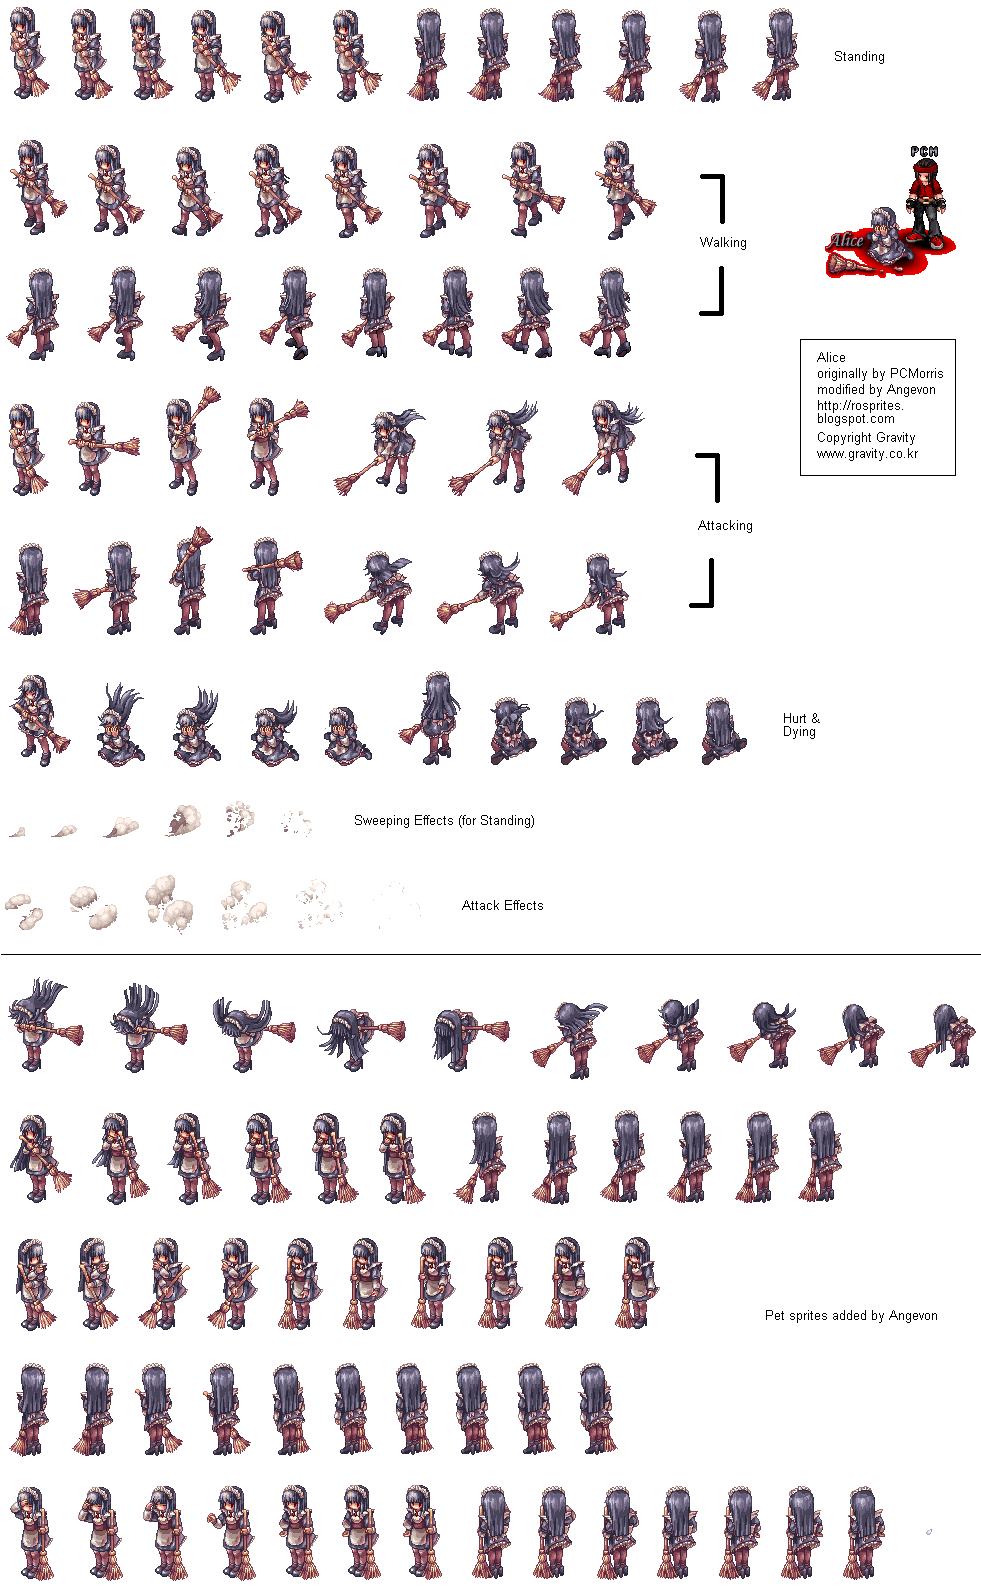 Standing
PCM
Walking
Alice
Alice
originally by PCMorris
modified by Angevon
http://rosprites.
blogspot.com
Copyright Gravity
www.gravity.co.kr
Attacking
Hurt &
Dying
Sweeping Effects (for Standing)
Attack Effects
Pet sprites added by Angevon